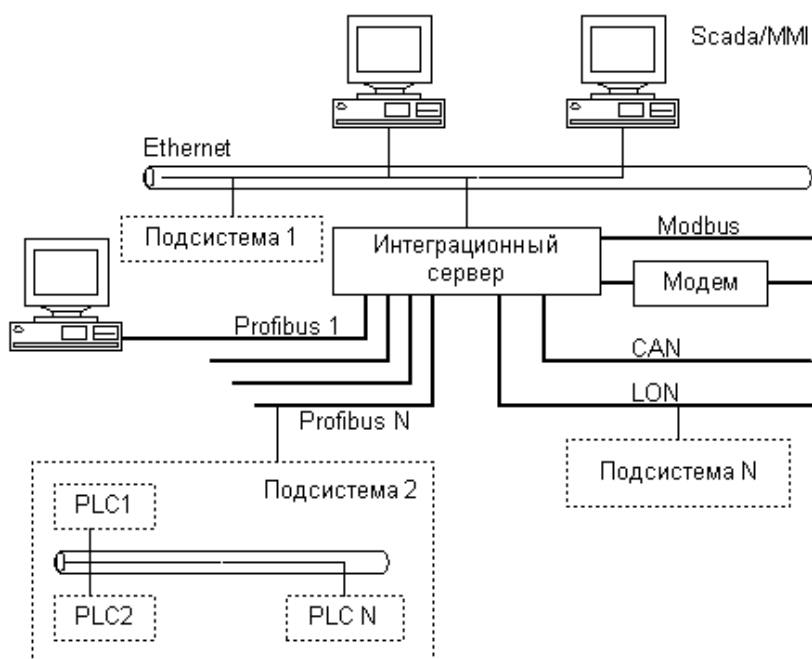 Scada/MMI
Ethernet
Подсистема 1
Интеграционный
сервер
Modbus
Модем
Profibus 1
CAN
LON
Profibus N
Подсистема N
Подсистема 2
PLC1
PLC2
PLC N